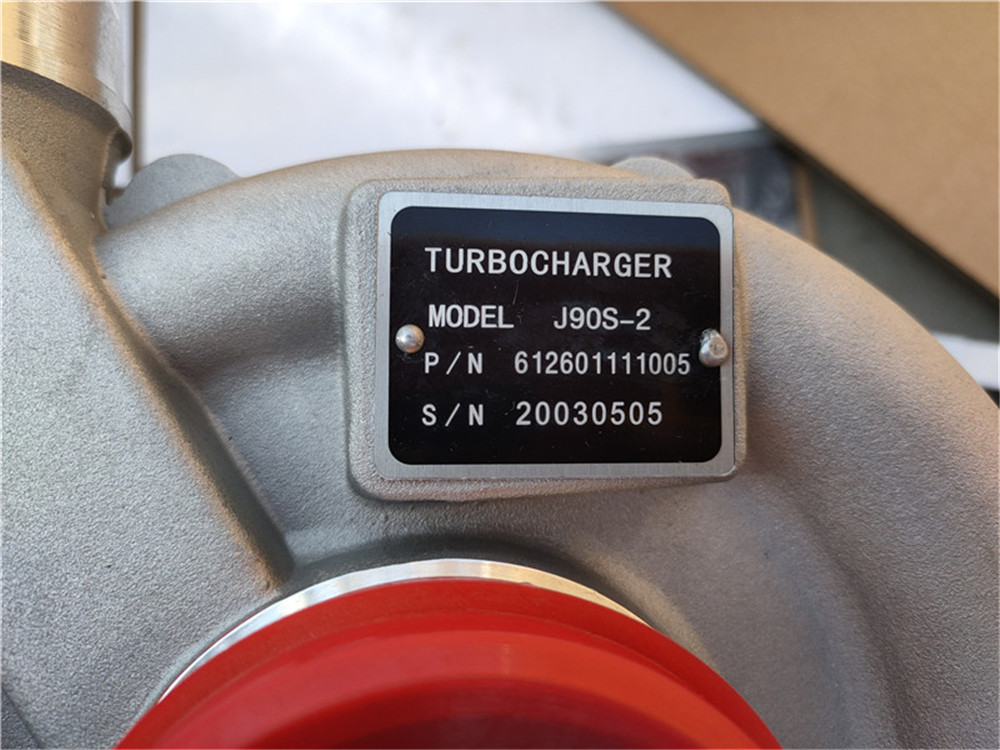 TURBOCHARGER
MODEL J90S-2
P/N 612601111005
S/N 20030505